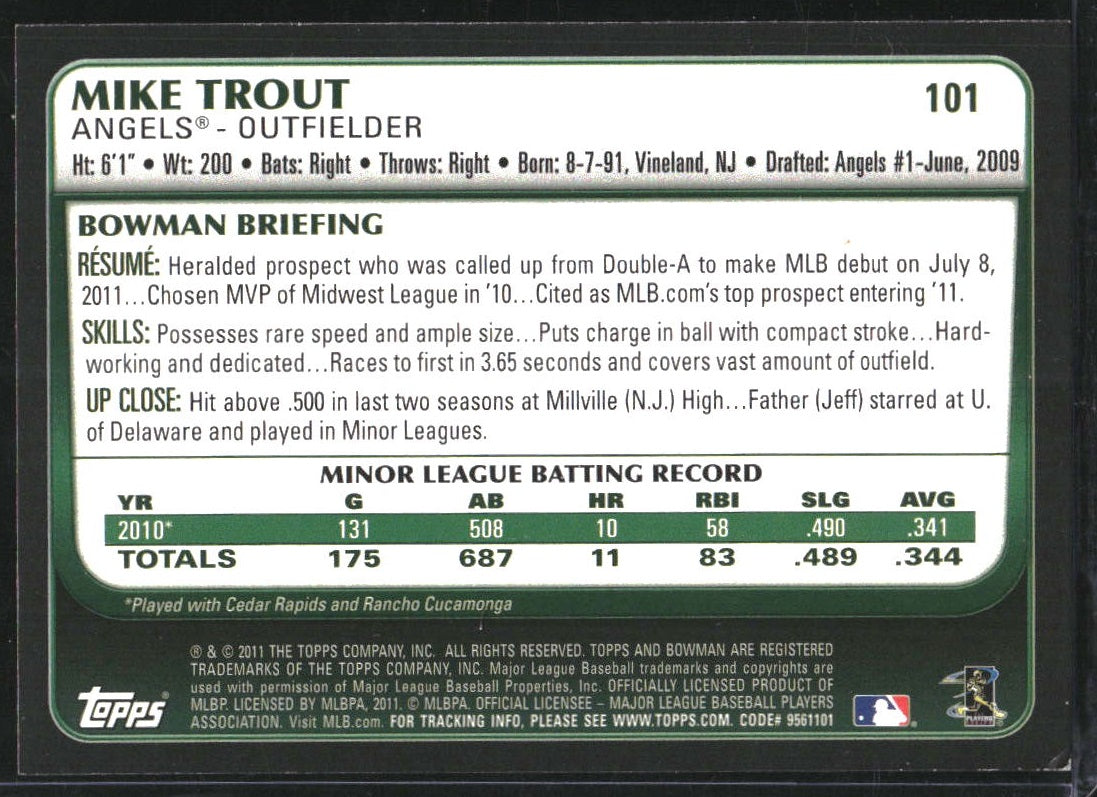 MIKE TROUT
101
ANGELS® - OUTFIELDER
Ht: 6'1" • Wt: 200 • Bats: Right • Throws: Right • Born: 8-7-91, Vineland, NJ • Drafted: Angels #1-June, 2009
BOWMAN BRIEFING
RÉSUMÉ: Heralded prospect who was called up from Double-A to make MLB debut on July 8,
2011...Chosen MVP of Midwest League in '10...Cited as MLB.com's top prospect entering '11.
SKILLS: Possesses rare speed and ample size...Puts charge in ball with compact stroke...Hard-
working and dedicated...Races to first in 3.65 seconds and covers vast amount of outfield.
UP CLOSE: Hit above .500 in last two seasons at Millville (N.J.) High...Father (Jeff) starred at U.
of Delaware and played in Minor Leagues.
MINOR LEAGUE BATTING RECORD
YR G AB HR RBI SLG AVG
2010* 131 508 10 58 .490 .341
TOTALS 175 687 11 83 .489 .344
*Played with Cedar Rapids and Rancho Cucamonga
® & © 2011 THE TOPPS COMPANY, INC. ALL RIGHTS RESERVED. TOPPS AND BOWMAN ARE REGISTERED
TRADEMARKS OF THE TOPPS COMPANY, INC. Major League Baseball trademarks and copyrights are
used with permission of Major League Baseball Properties, Inc. OFFICIALLY LICENSED PRODUCT OF
MLBP. LICENSED BY MLBPA, 2011. © MLBPA. OFFICIAL LICENSEE – MAJOR LEAGUE BASEBALL PLAYERS
ASSOCIATION. Visit MLB.com. FOR TRACKING INFO, PLEASE SEE WWW.TOPPS.COM. CODE# 9561101
Topps®
PLAYERS